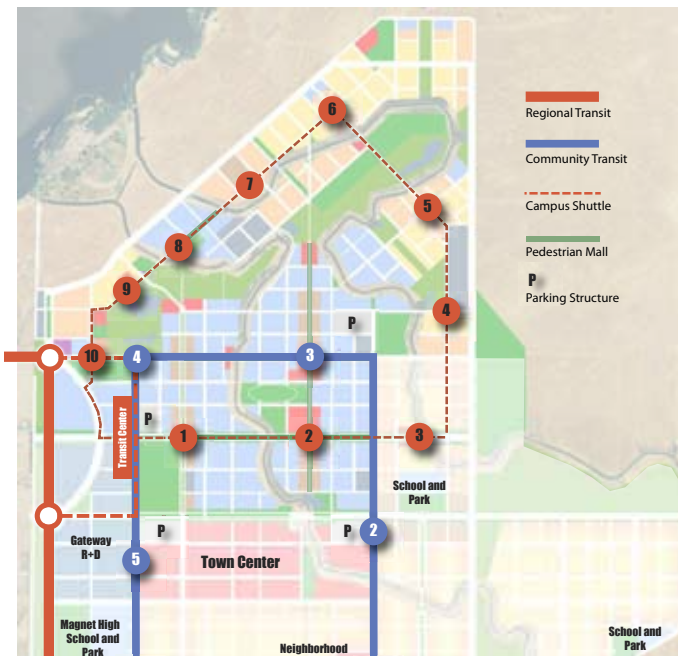 6
Regional Transit
Community Transit
7
5
Campus Shuttle
8
Pedestrian Mall
9
P
Parking Structure
4
P
10
4
3
Transit Center
P
1
2
3
School and
Park
P
P
2
Gateway
R+D
5
Town Center
Magnet High
School and
Park
Neighborhood
School and
Park